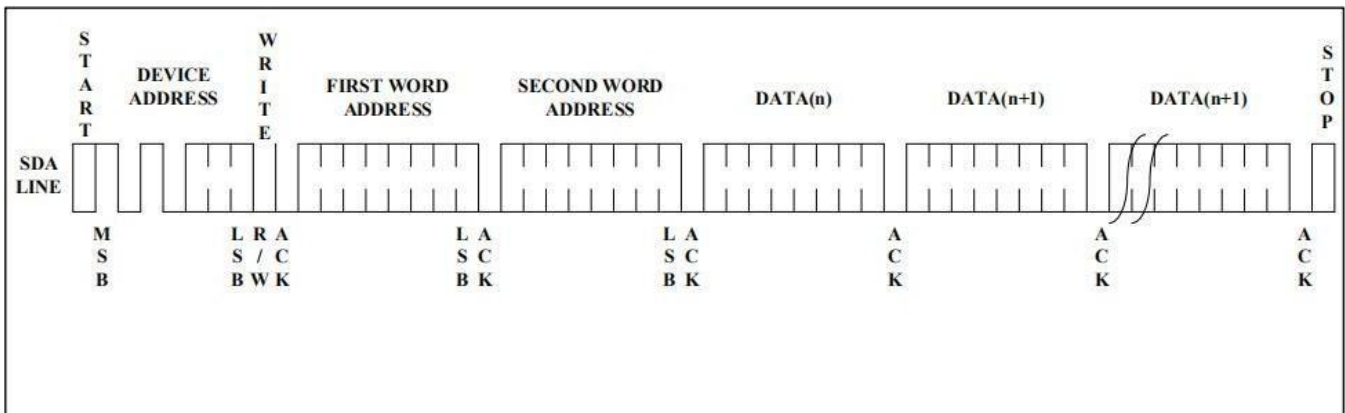 START
WRITE
STOP
DEVICE
ADDRESS
FIRST WORD
ADDRESS
SECOND WORD
ADDRESS
DATA(n)
DATA(n+1)
DATA(n+1)
SDA
LINE
MSB
LSB
R/W
ACK
LSB
ACK
LSB
ACK
ACK
ACK
ACK